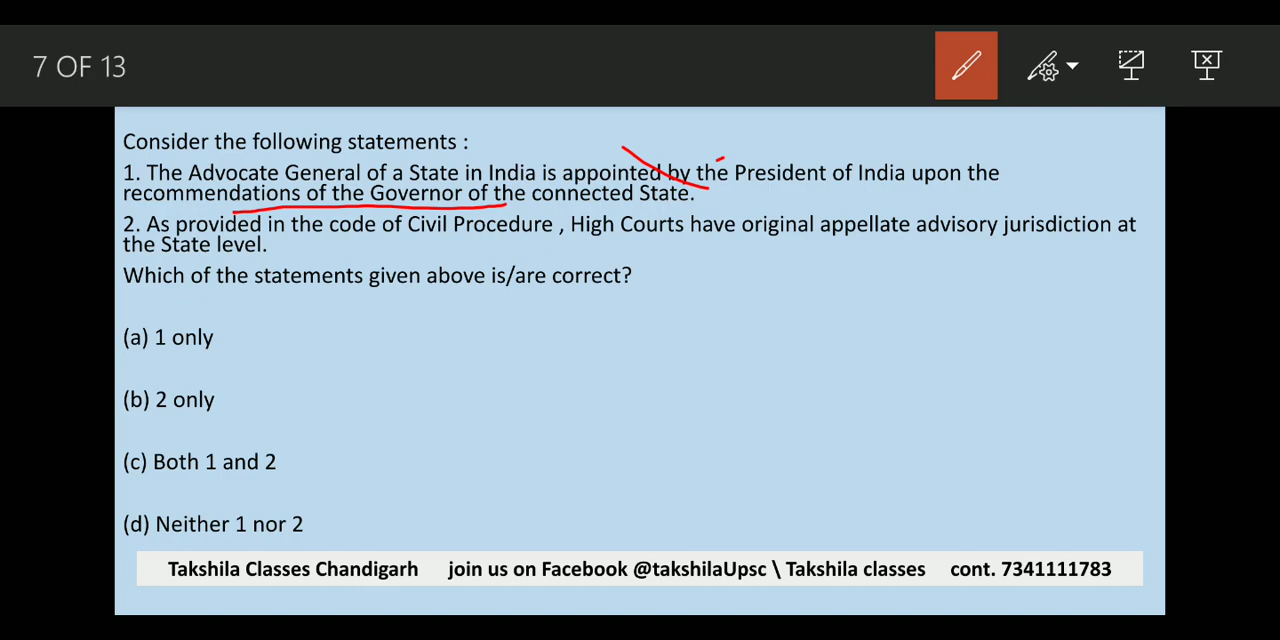 7 OF 13
Consider the following statements :
1. The Advocate General of a State in India is appointed by the President of India upon the
recommendations of the Governor of the connected State.
2. As provided in the code of Civil Procedure , High Courts have original appellate advisory jurisdiction at
the State level.
Which of the statements given above is/are correct?
(a) 1 only
(b) 2 only
(c) Both 1 and 2
(d) Neither 1 nor 2
Takshila Classes Chandigarh join us on Facebook @takshilaUpsc \ Takshila classes cont. 7341111783